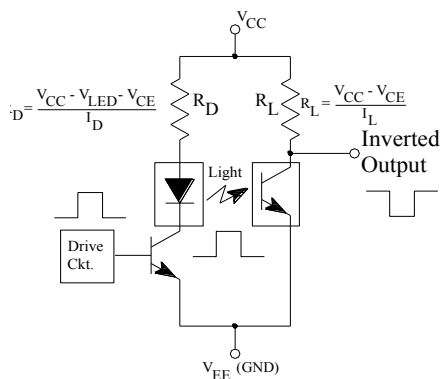 V_CC
R_D = (V_CC - V_LED - V_CE) / I_D
R_D
R_L
R_L = (V_CC - V_CE) / I_L
Inverted
Output
Light
Drive
Ckt.
V_EE (GND)